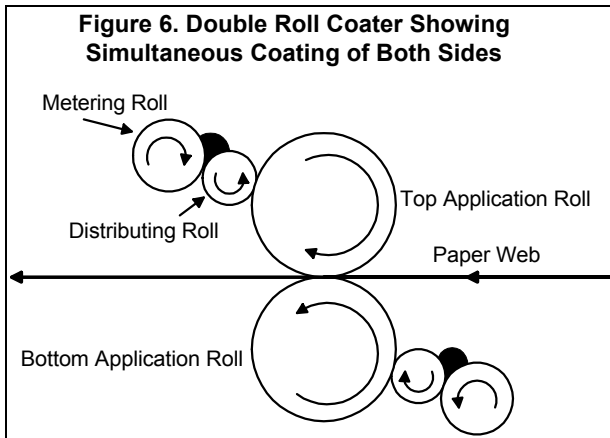 Figure 6. Double Roll Coater Showing
Simultaneous Coating of Both Sides
Metering Roll
Top Application Roll
Distributing Roll
Paper Web
Bottom Application Roll